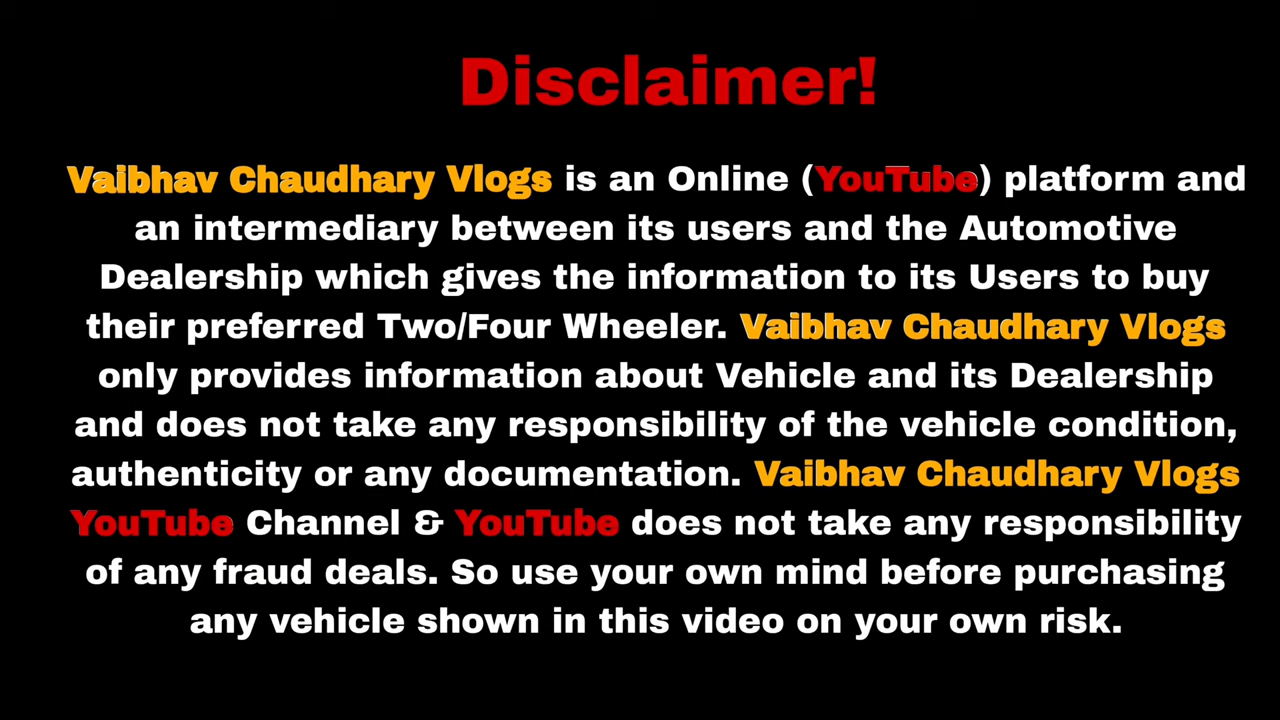 Disclaimer!
Vaibhav Chaudhary Vlogs is an Online (YouTube) platform and
an intermediary between its users and the Automotive
Dealership which gives the information to its Users to buy
their preferred Two/Four Wheeler. Vaibhav Chaudhary Vlogs
only provides information about Vehicle and its Dealership
and does not take any responsibility of the vehicle condition,
authenticity or any documentation. Vaibhav Chaudhary Vlogs
YouTube Channel & YouTube does not take any responsibility
of any fraud deals. So use your own mind before purchasing
any vehicle shown in this video on your own risk.